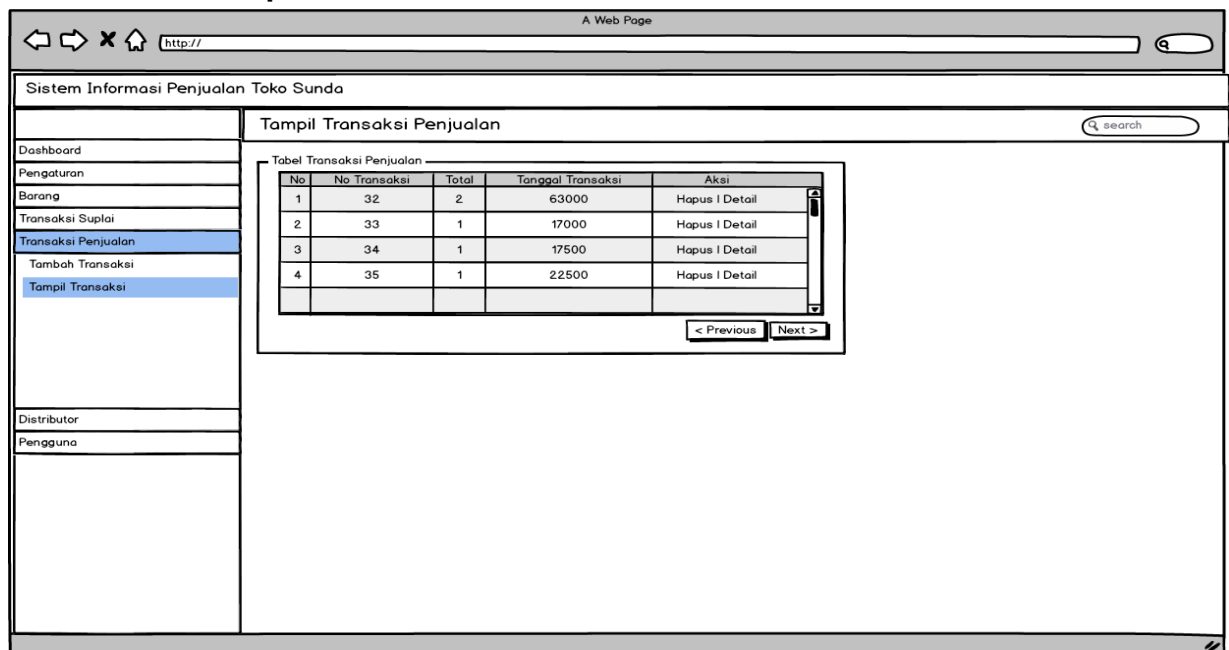 A Web Page
http://
Sistem Informasi Penjualan Toko Sunda
Tampil Transaksi Penjualan
search
Dashboard
Pengaturan
Barang
Transaksi Suplai
Transaksi Penjualan
Tambah Transaksi
Tampil Transaksi
Distributor
Pengguna
Tabel Transaksi Penjualan
No No Transaksi Total Tanggal Transaksi Aksi
1 32 2 63000 Hapus | Detail
2 33 1 17000 Hapus | Detail
3 34 1 17500 Hapus | Detail
4 35 1 22500 Hapus | Detail
< Previous Next >